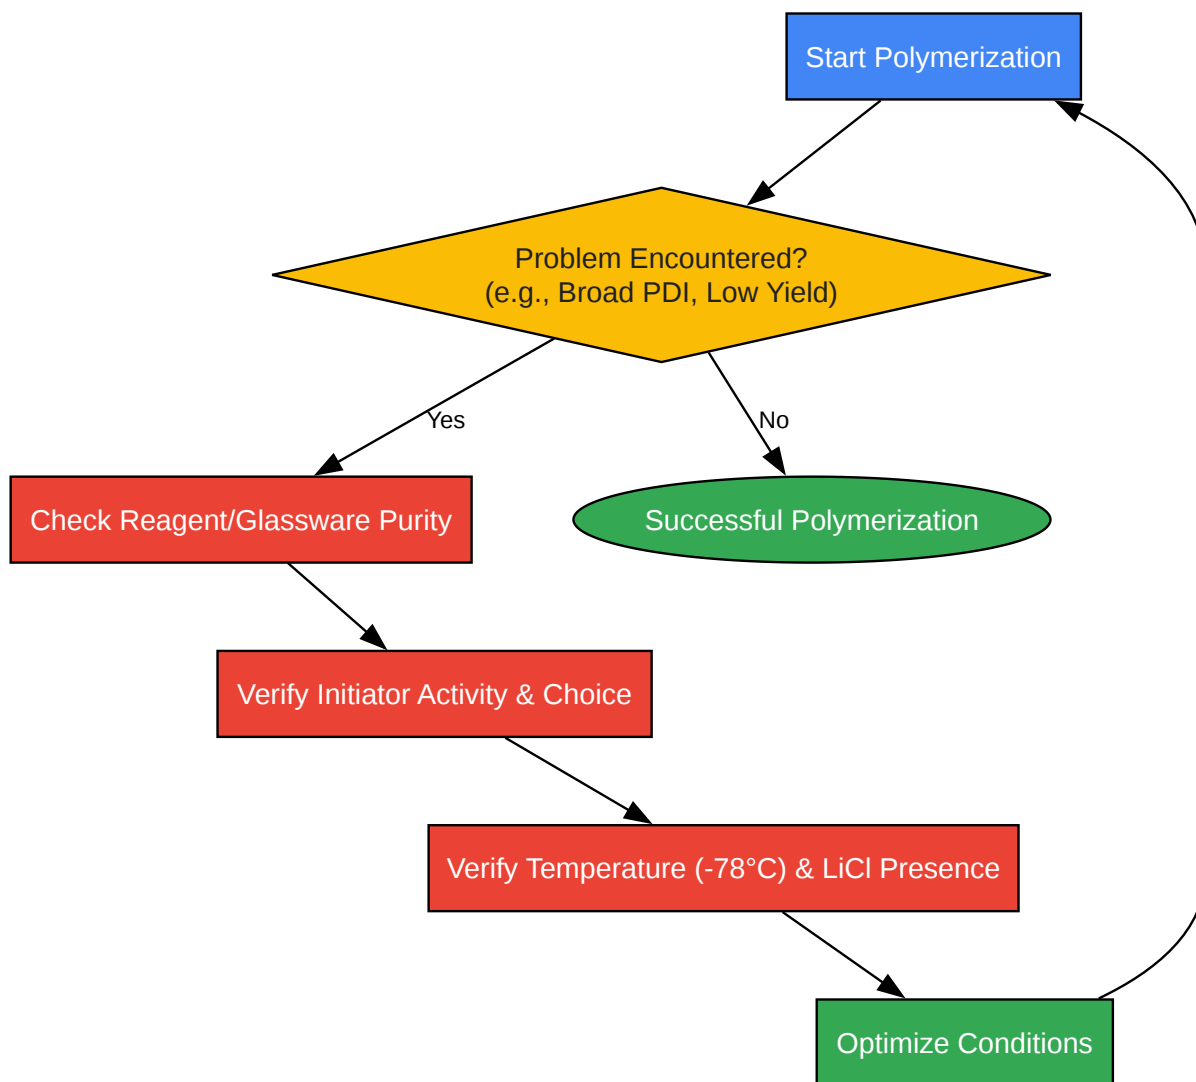 Start Polymerization
Problem Encountered?
(e.g., Broad PDI, Low Yield)
Yes
No
Check Reagent/Glassware Purity
Successful Polymerization
Verify Initiator Activity & Choice
Verify Temperature (-78°C) & LiCl Presence
Optimize Conditions